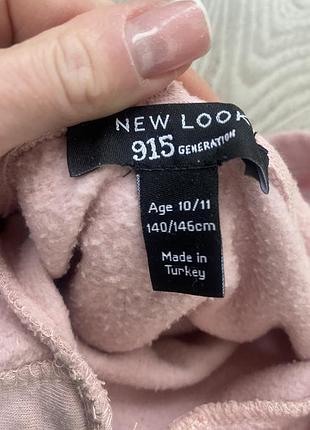 NEW LOOK
915 GENERATION
Age 10/11
140/146cm
Made in
Turkey